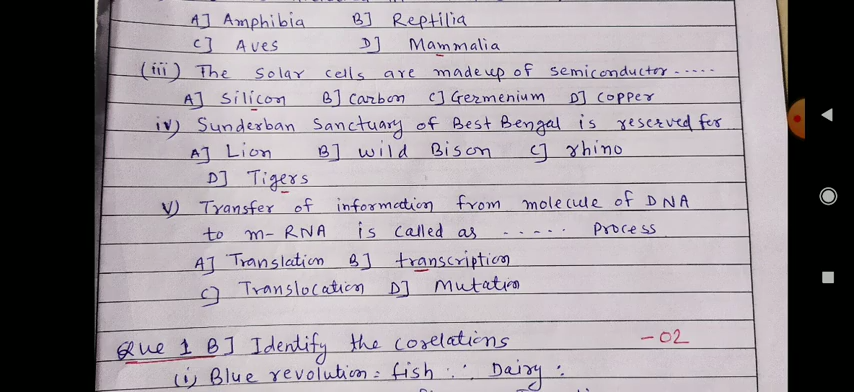 A] Amphibia B] Reptilia
C] Aves D] Mammalia
(iii) The solar cells are madeup of semiconductor.....
A] Silicon B] Carbon C] Germenium D] Copper
iv) Sunderban Sanctuary of Best Bengal is reserved for
A] Lion B] wild Bison C] rhino
D] Tigers
v) Transfer of information from molecule of DNA
to m-RNA is called as ..... Process
A] Translation B] transcription
C] Translocation D] Mutation
Que 1 B] Identify the corelations -02
(i) Blue revolution : fish :: Dairy :